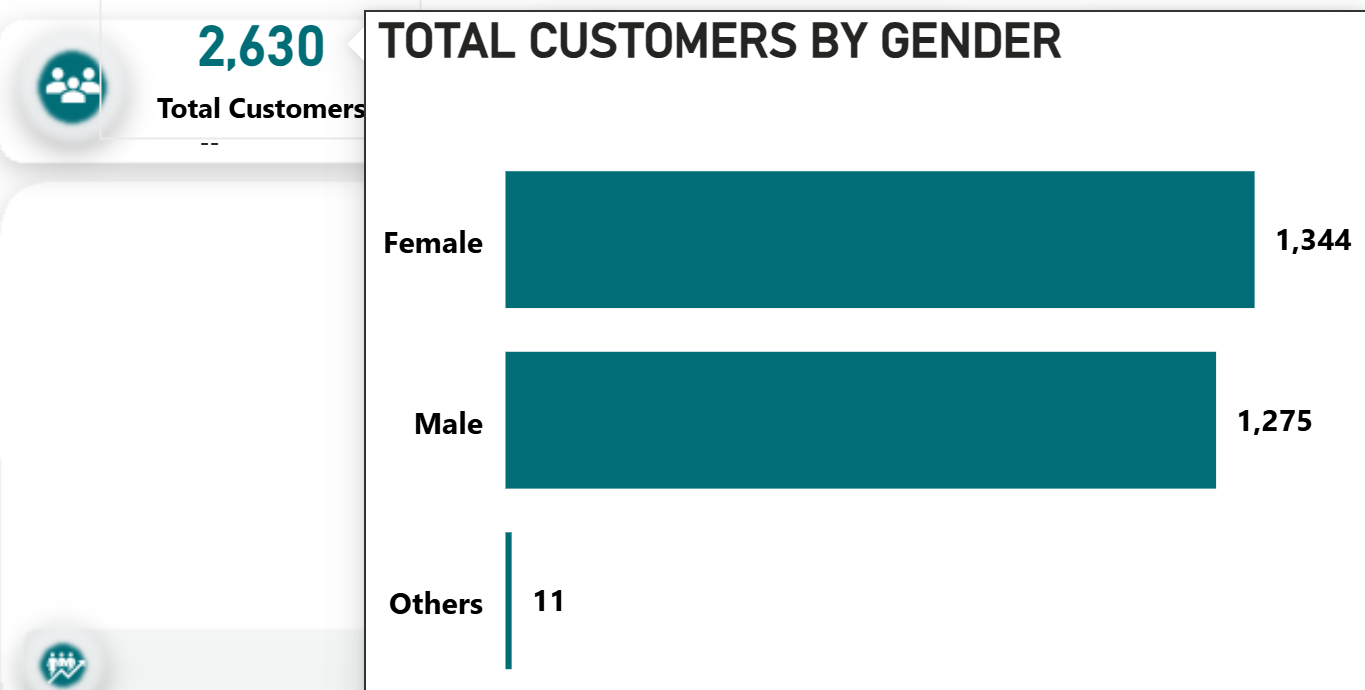 2,630
Total Customers
--
TOTAL CUSTOMERS BY GENDER
Female 1,344
Male 1,275
Others 11